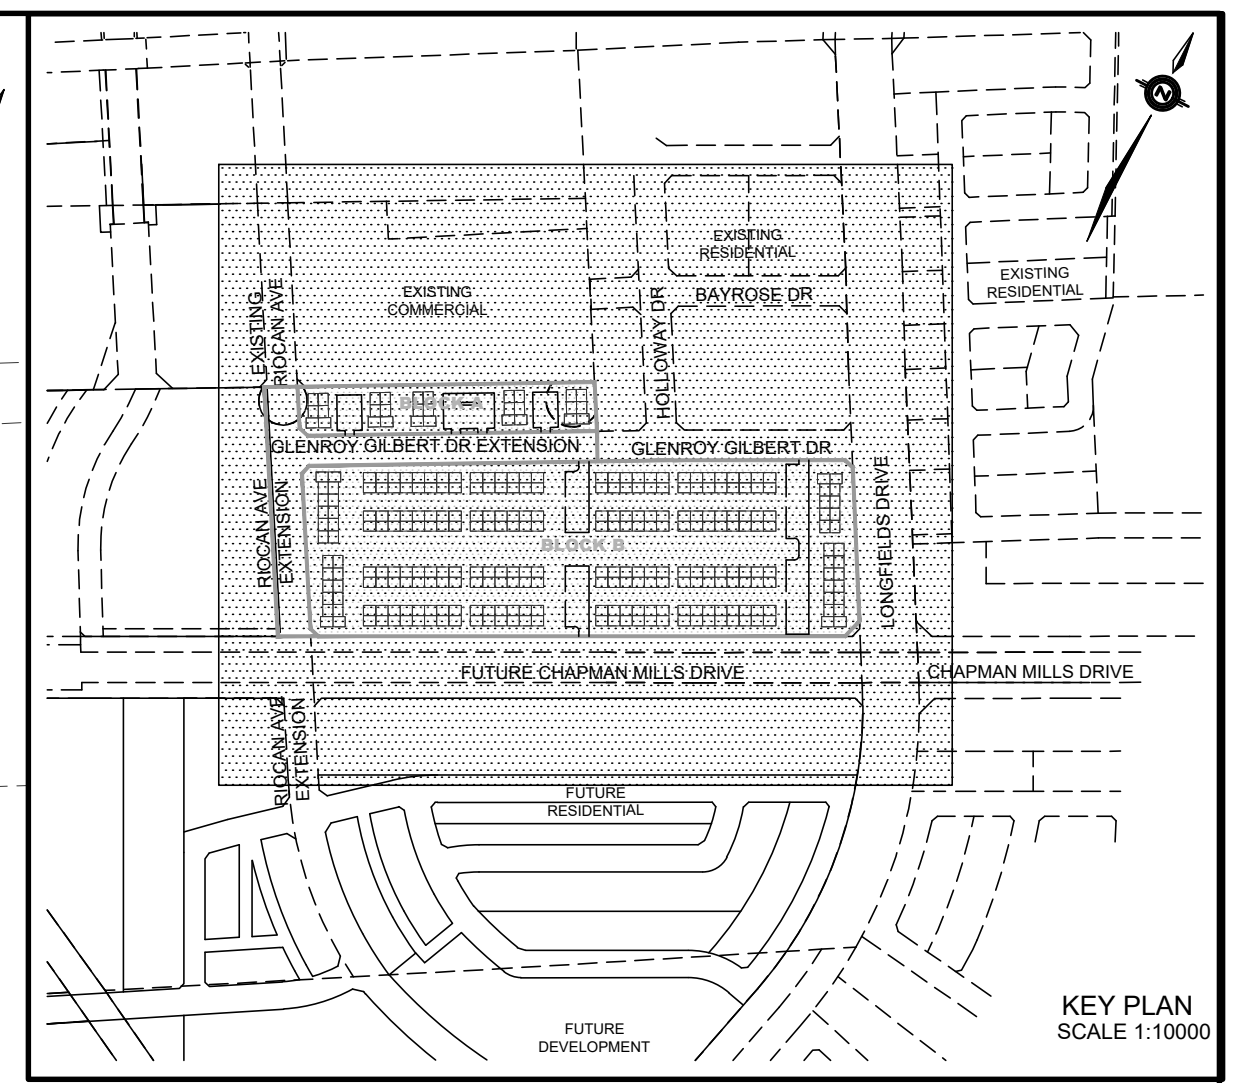 N
EXISTING
RESIDENTIAL
EXISTING
RESIDENTIAL
EXISTING
COMMERCIAL
BAYROSE DR
EXISTING
RIOCAN AVE
HOLLOWAY DR
BLOCK A
GLENROY GILBERT DR EXTENSION
GLENROY GILBERT DR
RIOCAN AVE
EXTENSION
BLOCK B
LONGFIELDS DRIVE
FUTURE CHAPMAN MILLS DRIVE
CHAPMAN MILLS DRIVE
RIOCAN AVE
EXTENSION
FUTURE
RESIDENTIAL
FUTURE
DEVELOPMENT
KEY PLAN
SCALE 1:10000